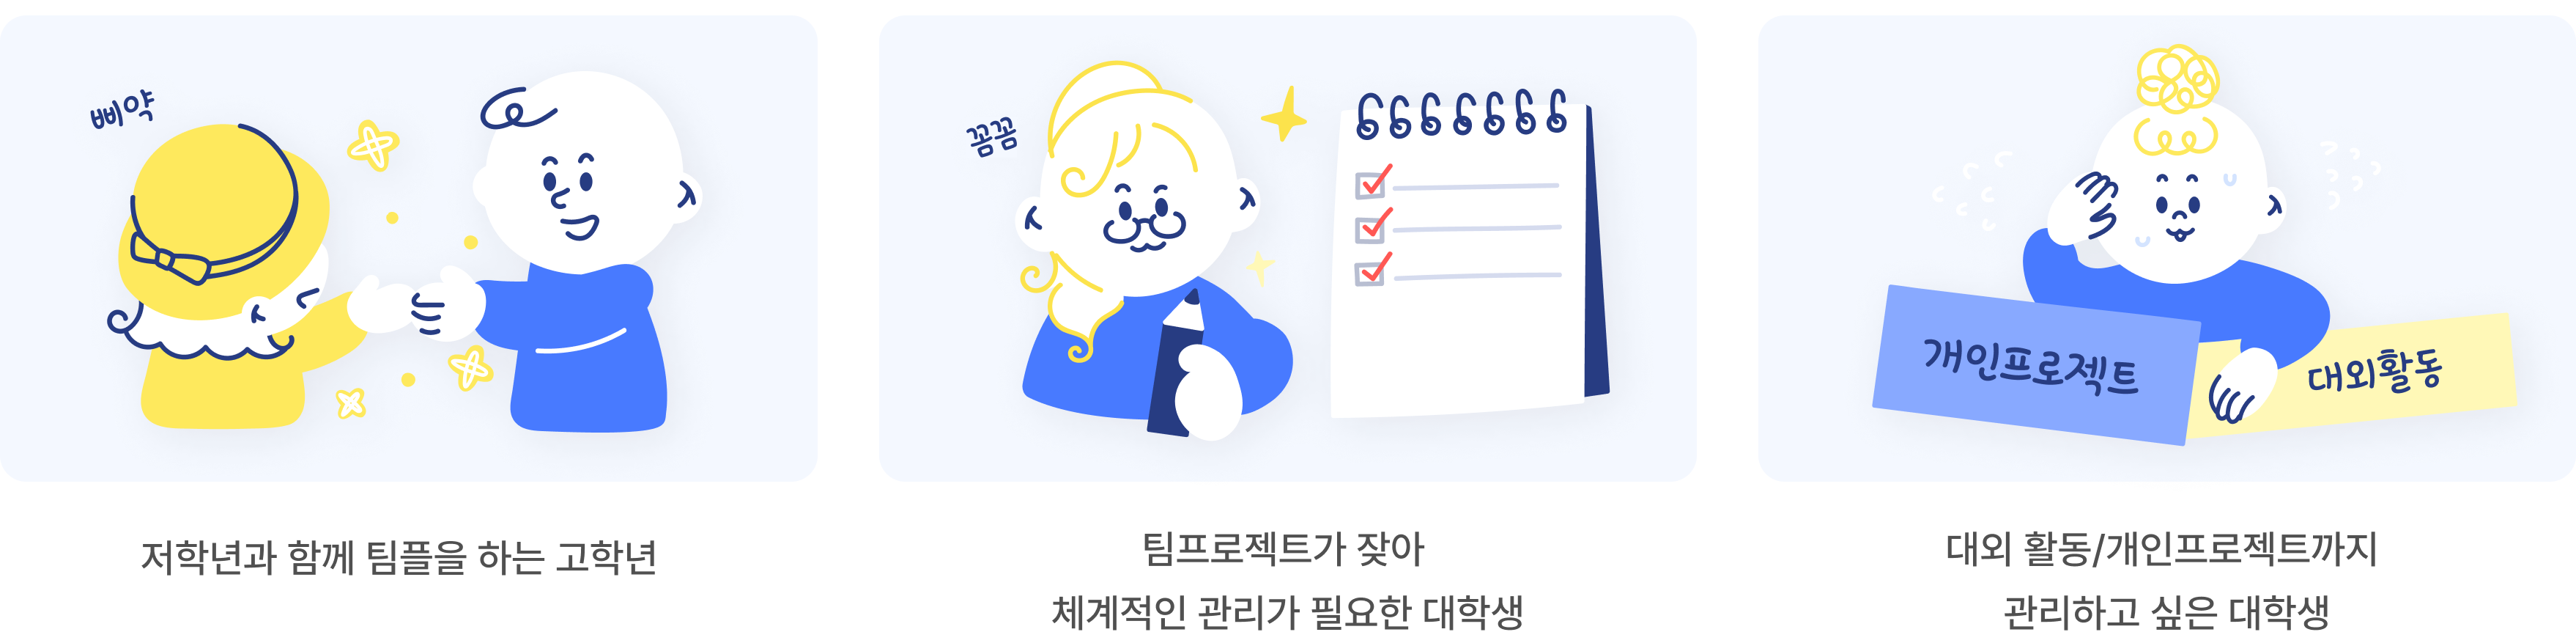 삐약
저학년과 함께 팀플을 하는 고학년
꼼꼼
팀프로젝트가 잦아
체계적인 관리가 필요한 대학생
개인프로젝트
대외활동
대외 활동/개인프로젝트까지
관리하고 싶은 대학생